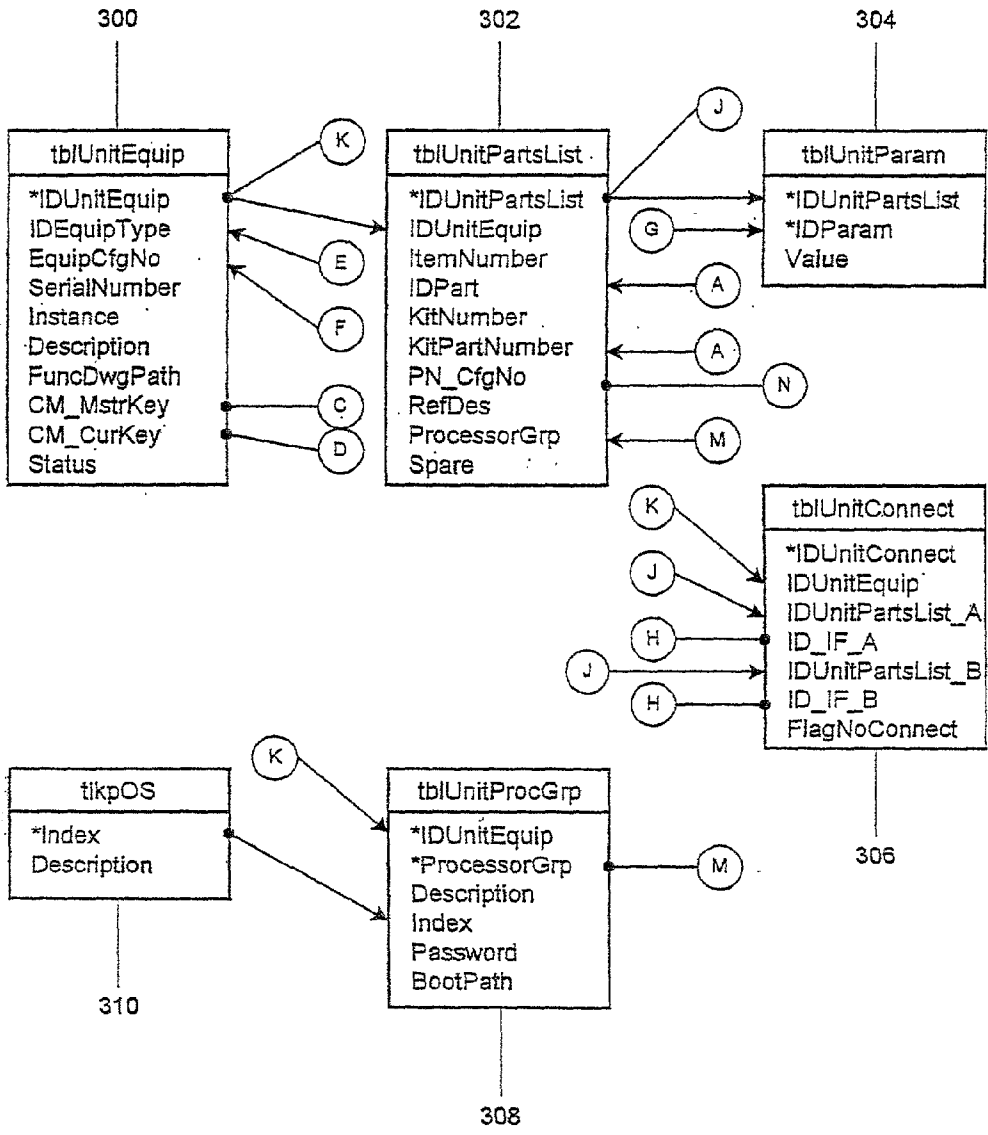 300
302
304
tblUnitEquip
*IDUnitEquip
IDEquipType
EquipCfgNo
SerialNumber
Instance
Description
FuncDwgPath
CM_MstrKey
CM_CurKey
Status
K
E
F
C
D
tblUnitPartsList
*IDUnitPartsList
IDUnitEquip
ItemNumber
IDPart
KitNumber
KitPartNumber
PN_CfgNo
RefDes
ProcessorGrp
Spare
J
G
A
A
N
M
tblUnitParam
*IDUnitPartsList
*IDParam
Value
K
J
H
J
H
tblUnitConnect
*IDUnitConnect
IDUnitEquip
IDUnitPartsList_A
ID_IF_A
IDUnitPartsList_B
ID_IF_B
FlagNoConnect
306
tlkpOS
*Index
Description
310
K
tblUnitProcGrp
*IDUnitEquip
*ProcessorGrp
Description
Index
Password
BootPath
M
308